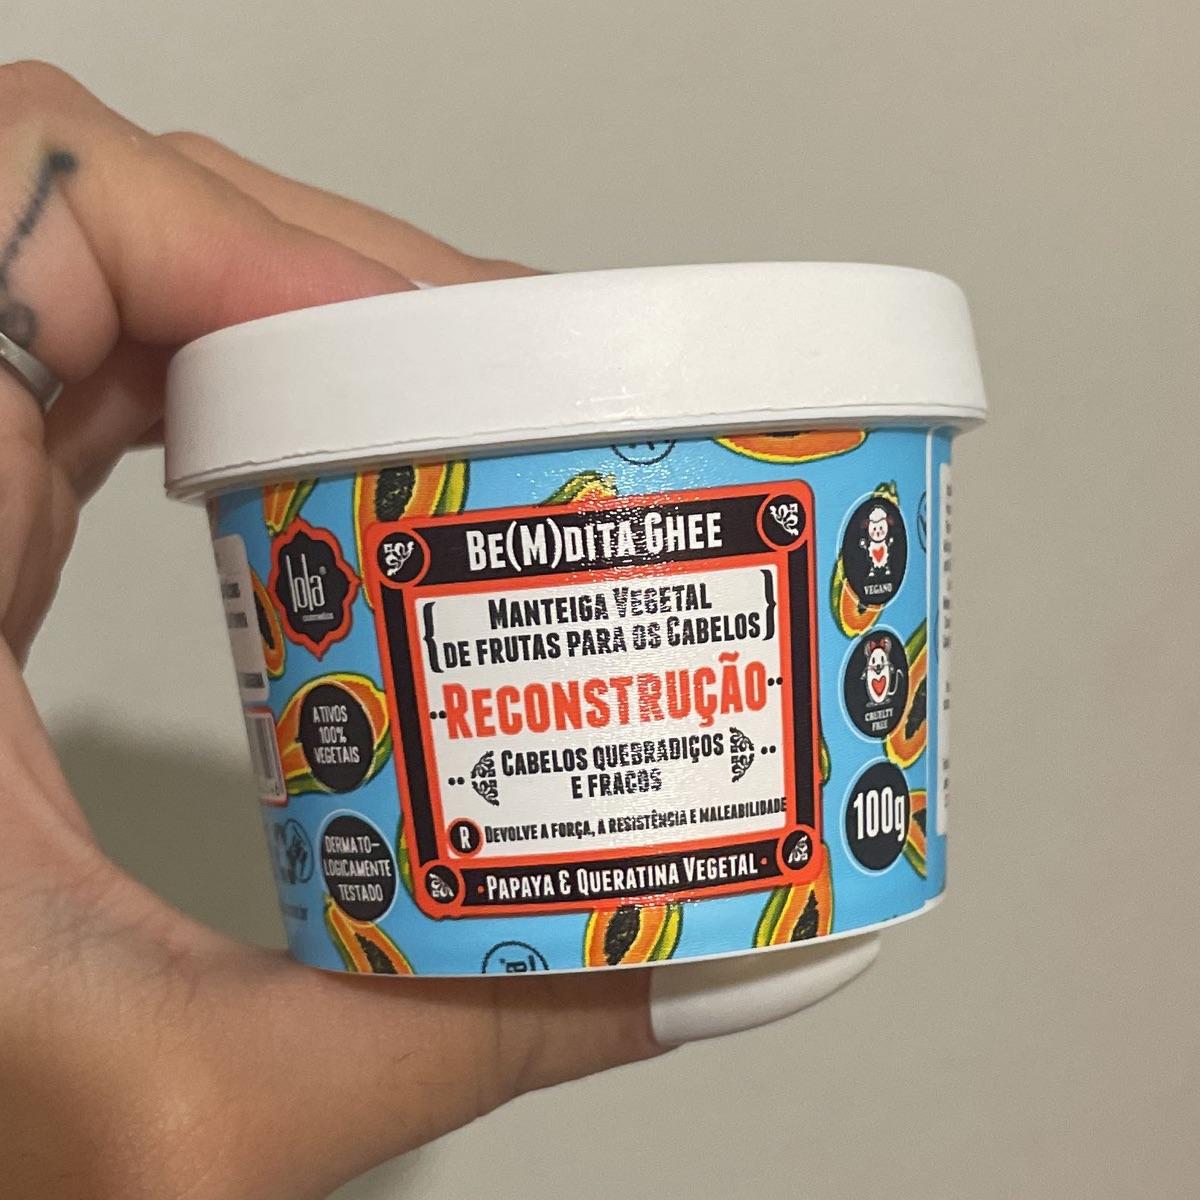 BE(M)DITA GHEE
MANTEIGA VEGETAL
DE FRUTAS PARA OS CABELOS
RECONSTRUÇÃO
CABELOS QUEBRADIÇOS
E FRACOS
R DEVOLVE A FORÇA, A RESISTÊNCIA E MALEABILIDADE
·PAPAYA & QUERATINA VEGETAL·
lola®
cosmetics
ATIVOS
100%
VEGETAIS
DERMATO-
LOGICAMENTE
TESTADO
VEGANO
CRUELTY
FREE
100g